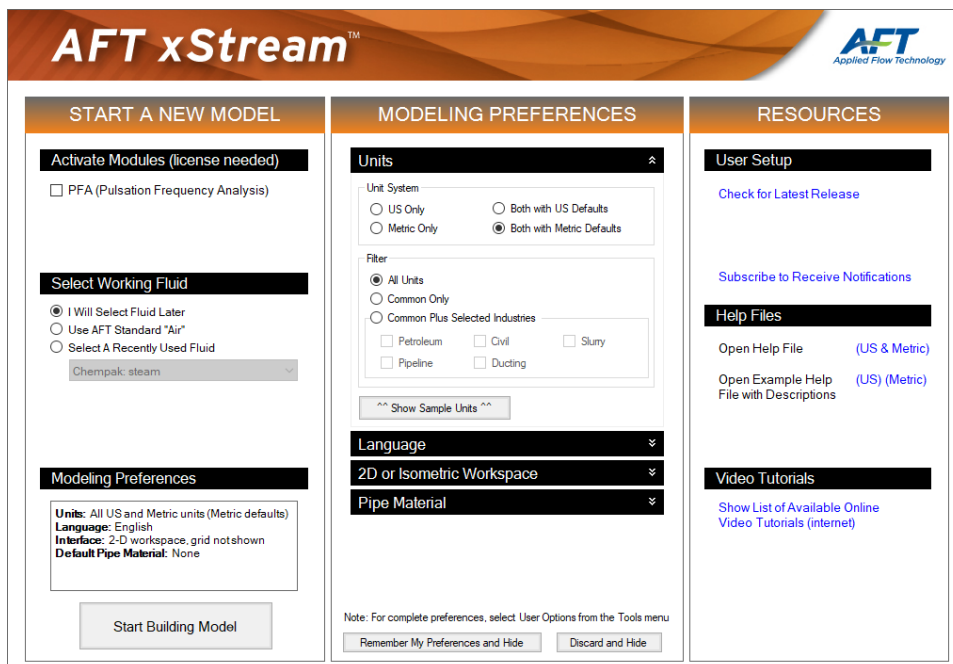 AFT xStream™
AFT
Applied Flow Technology
START A NEW MODEL
Activate Modules (license needed)
PFA (Pulsation Frequency Analysis)
Select Working Fluid
I Will Select Fluid Later
Use AFT Standard "Air"
Select A Recently Used Fluid
Chempak: steam
Modeling Preferences
Units: All US and Metric units (Metric defaults)
Language: English
Interface: 2-D workspace, grid not shown
Default Pipe Material: None
Start Building Model
MODELING PREFERENCES
Units
Unit System
US Only
Both with US Defaults
Metric Only
Both with Metric Defaults
Filter
All Units
Common Only
Common Plus Selected Industries
Petroleum
Civil
Slurry
Pipeline
Ducting
^^ Show Sample Units ^^
Language
2D or Isometric Workspace
Pipe Material
Note: For complete preferences, select User Options from the Tools menu
Remember My Preferences and Hide
Discard and Hide
RESOURCES
User Setup
Check for Latest Release
Subscribe to Receive Notifications
Help Files
Open Help File (US & Metric)
Open Example Help (US) (Metric)
File with Descriptions
Video Tutorials
Show List of Available Online
Video Tutorials (internet)